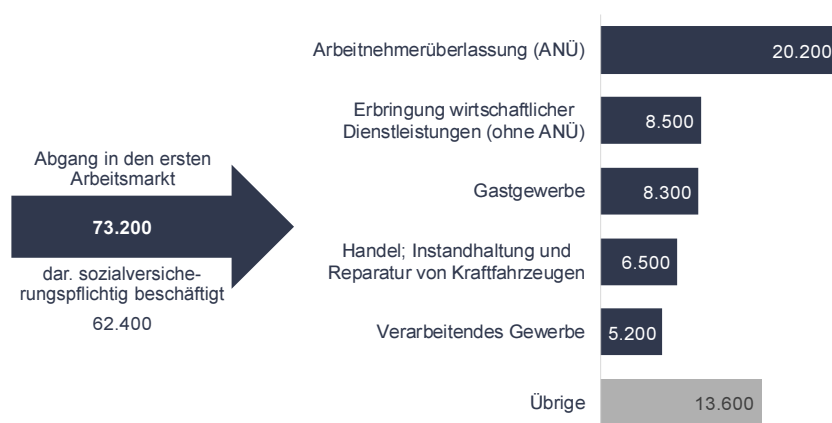 Abgang in den ersten
Arbeitsmarkt
73.200
dar. sozialversiche-
rungspflichtig beschäftigt
62.400
Arbeitnehmerüberlassung (ANÜ)
20.200
Erbringung wirtschaftlicher
Dienstleistungen (ohne ANÜ)
8.500
Gastgewerbe
8.300
Handel; Instandhaltung und
Reparatur von Kraftfahrzeugen
6.500
Verarbeitendes Gewerbe
5.200
Übrige
13.600